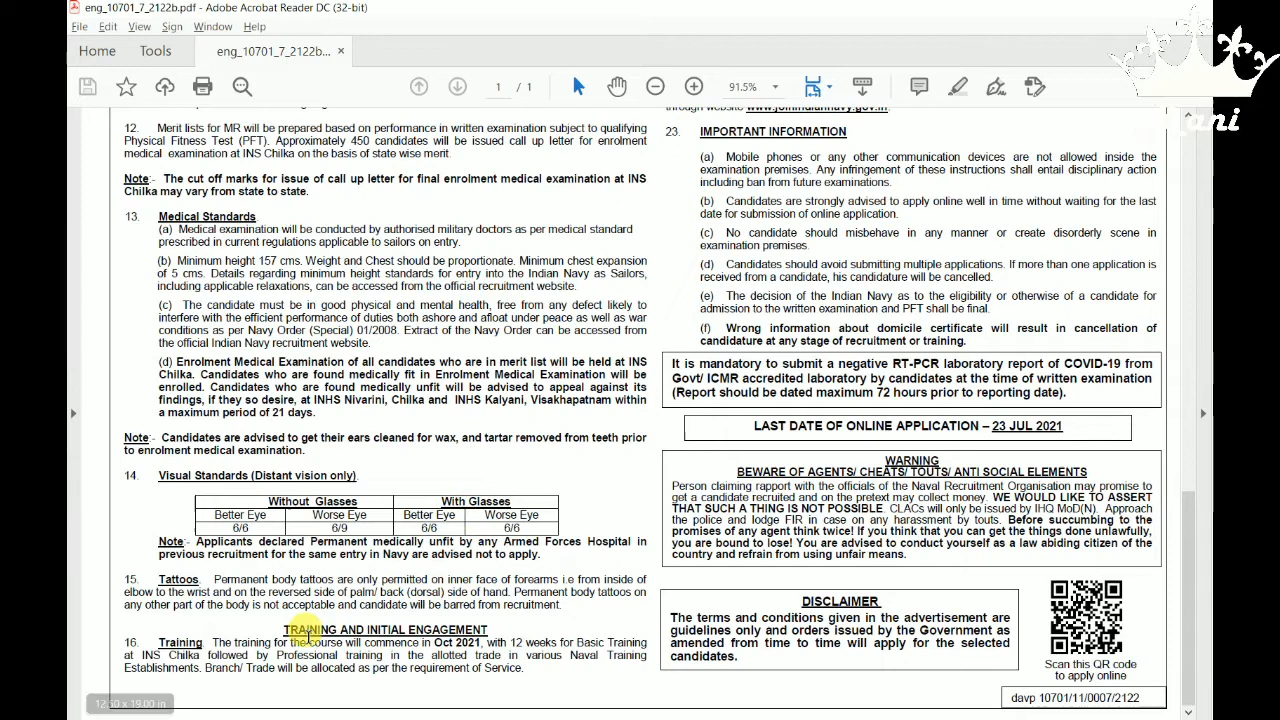 eng_10701_7_2122b.pdf - Adobe Acrobat Reader DC (32-bit)
File Edit View Sign Window Help
Home Tools eng_10701_7_2122b... ×
1 / 1 91.5%
12. Merit lists for MR will be prepared based on performance in written examination subject to qualifying
Physical Fitness Test (PFT). Approximately 450 candidates will be issued call up letter for enrolment
medical examination at INS Chilka on the basis of state wise merit.
Note:- The cut off marks for issue of call up letter for final enrolment medical examination at INS
Chilka may vary from state to state.
13. Medical Standards.
(a) Medical examination will be conducted by authorised military doctors as per medical standard
prescribed in current regulations applicable to sailors on entry.
(b) Minimum height 157 cms. Weight and Chest should be proportionate. Minimum chest expansion
of 5 cms. Details regarding minimum height standards for entry into the Indian Navy as Sailors,
including applicable relaxations, can be accessed from the official recruitment website.
(c) The candidate must be in good physical and mental health, free from any defect likely to
interfere with the efficient performance of duties both ashore and afloat under peace as well as war
conditions as per Navy Order (Special) 01/2008. Extract of the Navy Order can be accessed from
the official Indian Navy recruitment website.
(d) Enrolment Medical Examination of all candidates who are in merit list will be held at INS
Chilka. Candidates who are found medically fit in Enrolment Medical Examination will be
enrolled. Candidates who are found medically unfit will be advised to appeal against its
findings, if they so desire, at INHS Nivarini, Chilka and INHS Kalyani, Visakhapatnam within
a maximum period of 21 days.
Note:- Candidates are advised to get their ears cleaned for wax, and tartar removed from teeth prior
to enrolment medical examination.
14. Visual Standards (Distant vision only).
Without Glasses With Glasses
Better Eye Worse Eye Better Eye Worse Eye
6/6 6/9 6/6 6/6
Note:- Applicants declared Permanent medically unfit by any Armed Forces Hospital in
previous recruitment for the same entry in Navy are advised not to apply.
15. Tattoos. Permanent body tattoos are only permitted on inner face of forearms i.e from inside of
elbow to the wrist and on the reversed side of palm/ back (dorsal) side of hand. Permanent body tattoos on
any other part of the body is not acceptable and candidate will be barred from recruitment.
TRAINING AND INITIAL ENGAGEMENT
16. Training. The training for the course will commence in Oct 2021, with 12 weeks for Basic Training
at INS Chilka followed by Professional training in the allotted trade in various Naval Training
Establishments. Branch/ Trade will be allocated as per the requirement of Service.
12.50 x 19.00 in
through website www.joinindiannavy.gov.in.
23. IMPORTANT INFORMATION
(a) Mobile phones or any other communication devices are not allowed inside the
examination premises. Any infringement of these instructions shall entail disciplinary action
including ban from future examinations.
(b) Candidates are strongly advised to apply online well in time without waiting for the last
date for submission of online application.
(c) No candidate should misbehave in any manner or create disorderly scene in
examination premises.
(d) Candidates should avoid submitting multiple applications. If more than one application is
received from a candidate, his candidature will be cancelled.
(e) The decision of the Indian Navy as to the eligibility or otherwise of a candidate for
admission to the written examination and PFT shall be final.
(f) Wrong information about domicile certificate will result in cancellation of
candidature at any stage of recruitment or training.
It is mandatory to submit a negative RT-PCR laboratory report of COVID-19 from
Govt/ ICMR accredited laboratory by candidates at the time of written examination
(Report should be dated maximum 72 hours prior to reporting date).
LAST DATE OF ONLINE APPLICATION – 23 JUL 2021
WARNING
BEWARE OF AGENTS/ CHEATS/ TOUTS/ ANTI SOCIAL ELEMENTS
Person claiming rapport with the officials of the Naval Recruitment Organisation may promise to
get a candidate recruited and on the pretext may collect money. WE WOULD LIKE TO ASSERT
THAT SUCH A THING IS NOT POSSIBLE. CLACs will only be issued by IHQ MoD(N). Approach
the police and lodge FIR in case on any harassment by touts. Before succumbing to the
promises of any agent think twice! If you think that you can get the things done unlawfully,
you are bound to lose! You are advised to conduct yourself as a law abiding citizen of the
country and refrain from using unfair means.
DISCLAIMER
The terms and conditions given in the advertisement are
guidelines only and orders issued by the Government as
amended from time to time will apply for the selected
candidates.
Scan this QR code
to apply online
davp 10701/11/0007/2122